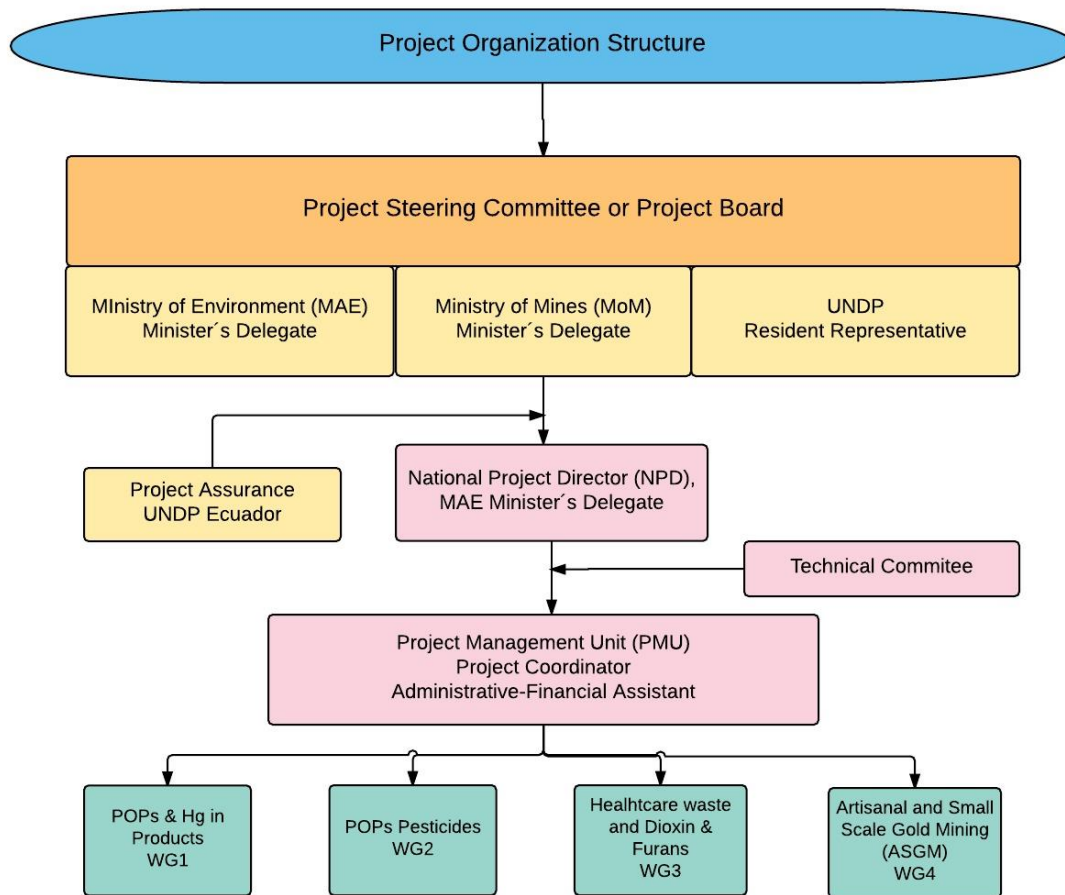 Project Organization Structure
Project Steering Committee or Project Board
MInistry of Environment (MAE)
Minister´s Delegate
Ministry of Mines (MoM)
Minister´s Delegate
UNDP
Resident Representative
Project Assurance
UNDP Ecuador
National Project Director (NPD),
MAE Minister´s Delegate
Technical Commitee
Project Management Unit (PMU)
Project Coordinator
Administrative-Financial Assistant
POPs & Hg in
Products
WG1
POPs Pesticides
WG2
Healhtcare waste
and Dioxin &
Furans
WG3
Artisanal and Small
Scale Gold Mining
(ASGM)
WG4